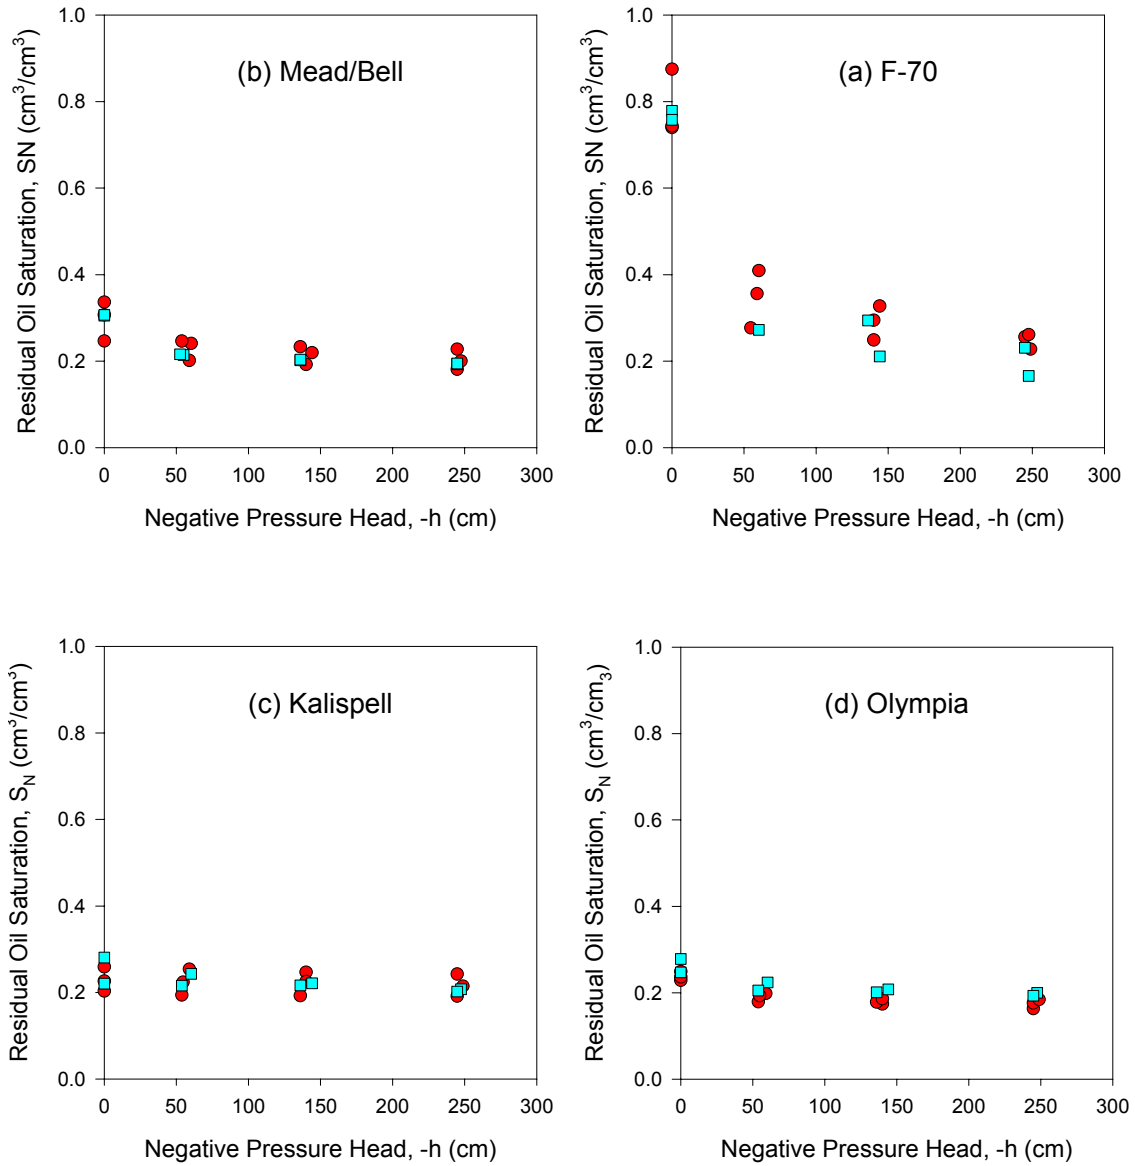 (b) Mead/Bell
Residual Oil Saturation, SN (cm³/cm³)
1.0
0.8
0.6
0.4
0.2
0.0
0 50 100 150 200 250 300
Negative Pressure Head, -h (cm)
(a) F-70
Residual Oil Saturation, SN (cm³/cm³)
1.0
0.8
0.6
0.4
0.2
0.0
0 50 100 150 200 250 300
Negative Pressure Head, -h (cm)
(c) Kalispell
Residual Oil Saturation, S_N (cm³/cm³)
1.0
0.8
0.6
0.4
0.2
0.0
0 50 100 150 200 250 300
Negative Pressure Head, -h (cm)
(d) Olympia
Residual Oil Saturation, S_N (cm³/cm₃)
1.0
0.8
0.6
0.4
0.2
0.0
0 50 100 150 200 250 300
Negative Pressure Head, -h (cm)